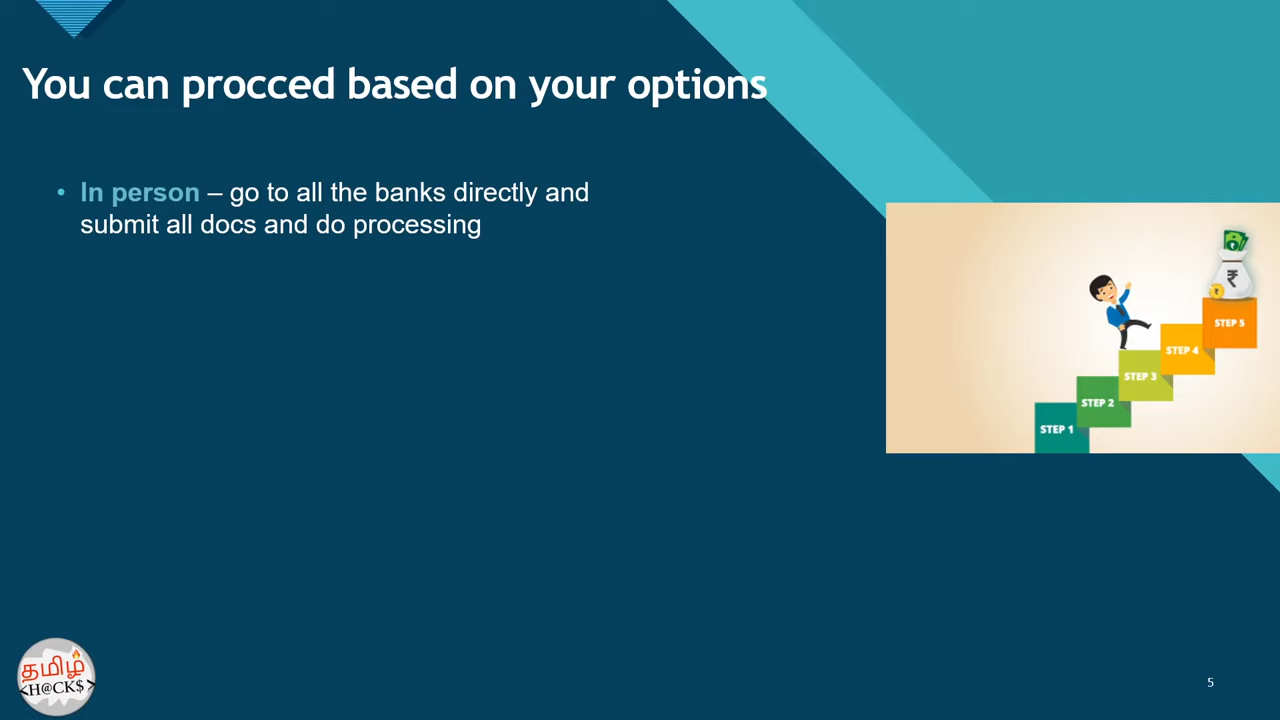 You can procced based on your options
• In person – go to all the banks directly and
submit all docs and do processing
₹
₹
STEP 5
STEP 4
STEP 3
STEP 2
STEP 1
தமிழ்
<H@CK$>
5